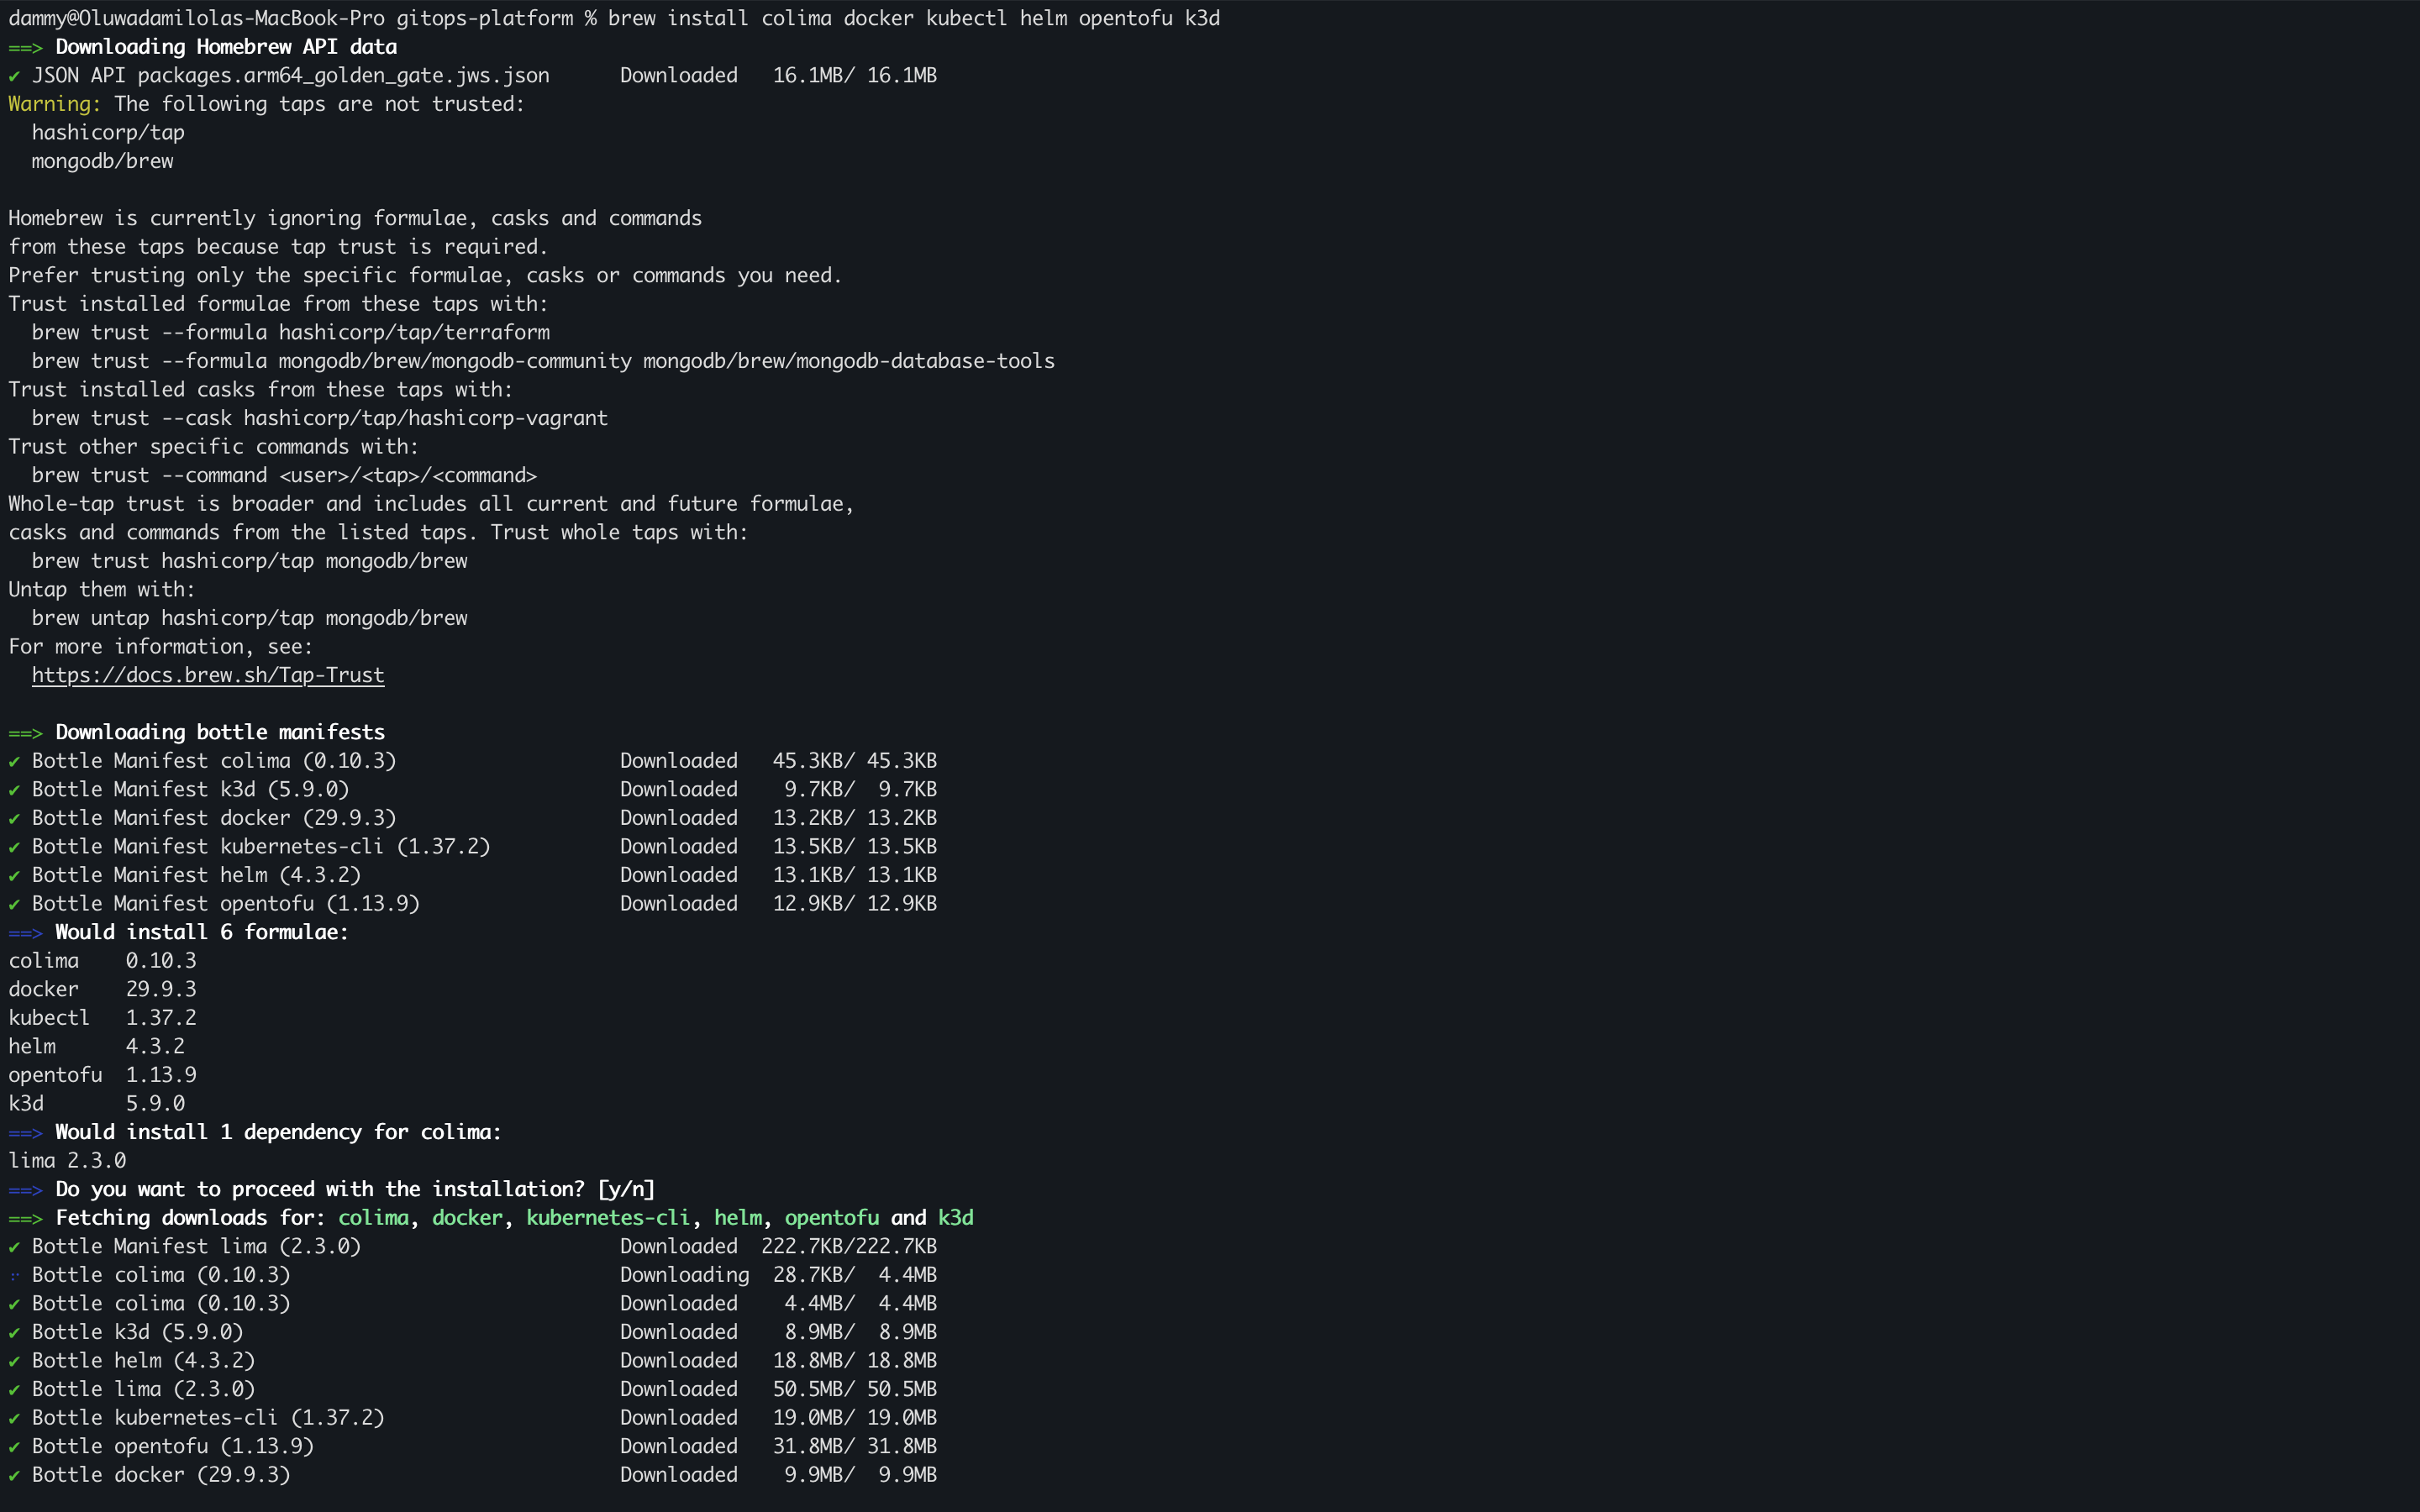 dammy@Oluwadamilolas-MacBook-Pro gitops-platform % brew install colima docker kubectl helm opentofu k3d
==> Downloading Homebrew API data
✔ JSON API packages.arm64_golden_gate.jws.json      Downloaded   16.1MB/ 16.1MB
Warning: The following taps are not trusted:
  hashicorp/tap
  mongodb/brew

Homebrew is currently ignoring formulae, casks and commands
from these taps because tap trust is required.
Prefer trusting only the specific formulae, casks or commands you need.
Trust installed formulae from these taps with:
  brew trust --formula hashicorp/tap/terraform
  brew trust --formula mongodb/brew/mongodb-community mongodb/brew/mongodb-database-tools
Trust installed casks from these taps with:
  brew trust --cask hashicorp/tap/hashicorp-vagrant
Trust other specific commands with:
  brew trust --command <user>/<tap>/<command>
Whole-tap trust is broader and includes all current and future formulae,
casks and commands from the listed taps. Trust whole taps with:
  brew trust hashicorp/tap mongodb/brew
Untap them with:
  brew untap hashicorp/tap mongodb/brew
For more information, see:
  https://docs.brew.sh/Tap-Trust

==> Downloading bottle manifests
✔ Bottle Manifest colima (0.10.3)                   Downloaded   45.3KB/ 45.3KB
✔ Bottle Manifest k3d (5.9.0)                       Downloaded    9.7KB/  9.7KB
✔ Bottle Manifest docker (29.9.3)                   Downloaded   13.2KB/ 13.2KB
✔ Bottle Manifest kubernetes-cli (1.37.2)           Downloaded   13.5KB/ 13.5KB
✔ Bottle Manifest helm (4.3.2)                      Downloaded   13.1KB/ 13.1KB
✔ Bottle Manifest opentofu (1.13.9)                 Downloaded   12.9KB/ 12.9KB
==> Would install 6 formulae:
colima    0.10.3
docker    29.9.3
kubectl   1.37.2
helm      4.3.2
opentofu  1.13.9
k3d       5.9.0
==> Would install 1 dependency for colima:
lima 2.3.0
==> Do you want to proceed with the installation? [y/n]
==> Fetching downloads for: colima, docker, kubernetes-cli, helm, opentofu and k3d
✔ Bottle Manifest lima (2.3.0)                      Downloaded  222.7KB/222.7KB
⠖ Bottle colima (0.10.3)                            Downloading  28.7KB/  4.4MB
✔ Bottle colima (0.10.3)                            Downloaded    4.4MB/  4.4MB
✔ Bottle k3d (5.9.0)                                Downloaded    8.9MB/  8.9MB
✔ Bottle helm (4.3.2)                               Downloaded   18.8MB/ 18.8MB
✔ Bottle lima (2.3.0)                               Downloaded   50.5MB/ 50.5MB
✔ Bottle kubernetes-cli (1.37.2)                    Downloaded   19.0MB/ 19.0MB
✔ Bottle opentofu (1.13.9)                          Downloaded   31.8MB/ 31.8MB
✔ Bottle docker (29.9.3)                            Downloaded    9.9MB/  9.9MB